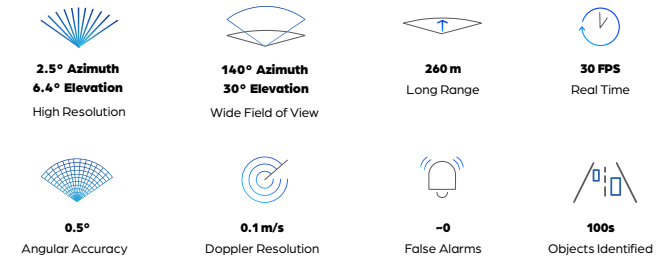 2.5° Azimuth
6.4° Elevation
High Resolution
140° Azimuth
30° Elevation
Wide Field of View
260 m
Long Range
30 FPS
Real Time
0.5°
Angular Accuracy
0.1 m/s
Doppler Resolution
~0
False Alarms
100s
Objects Identified